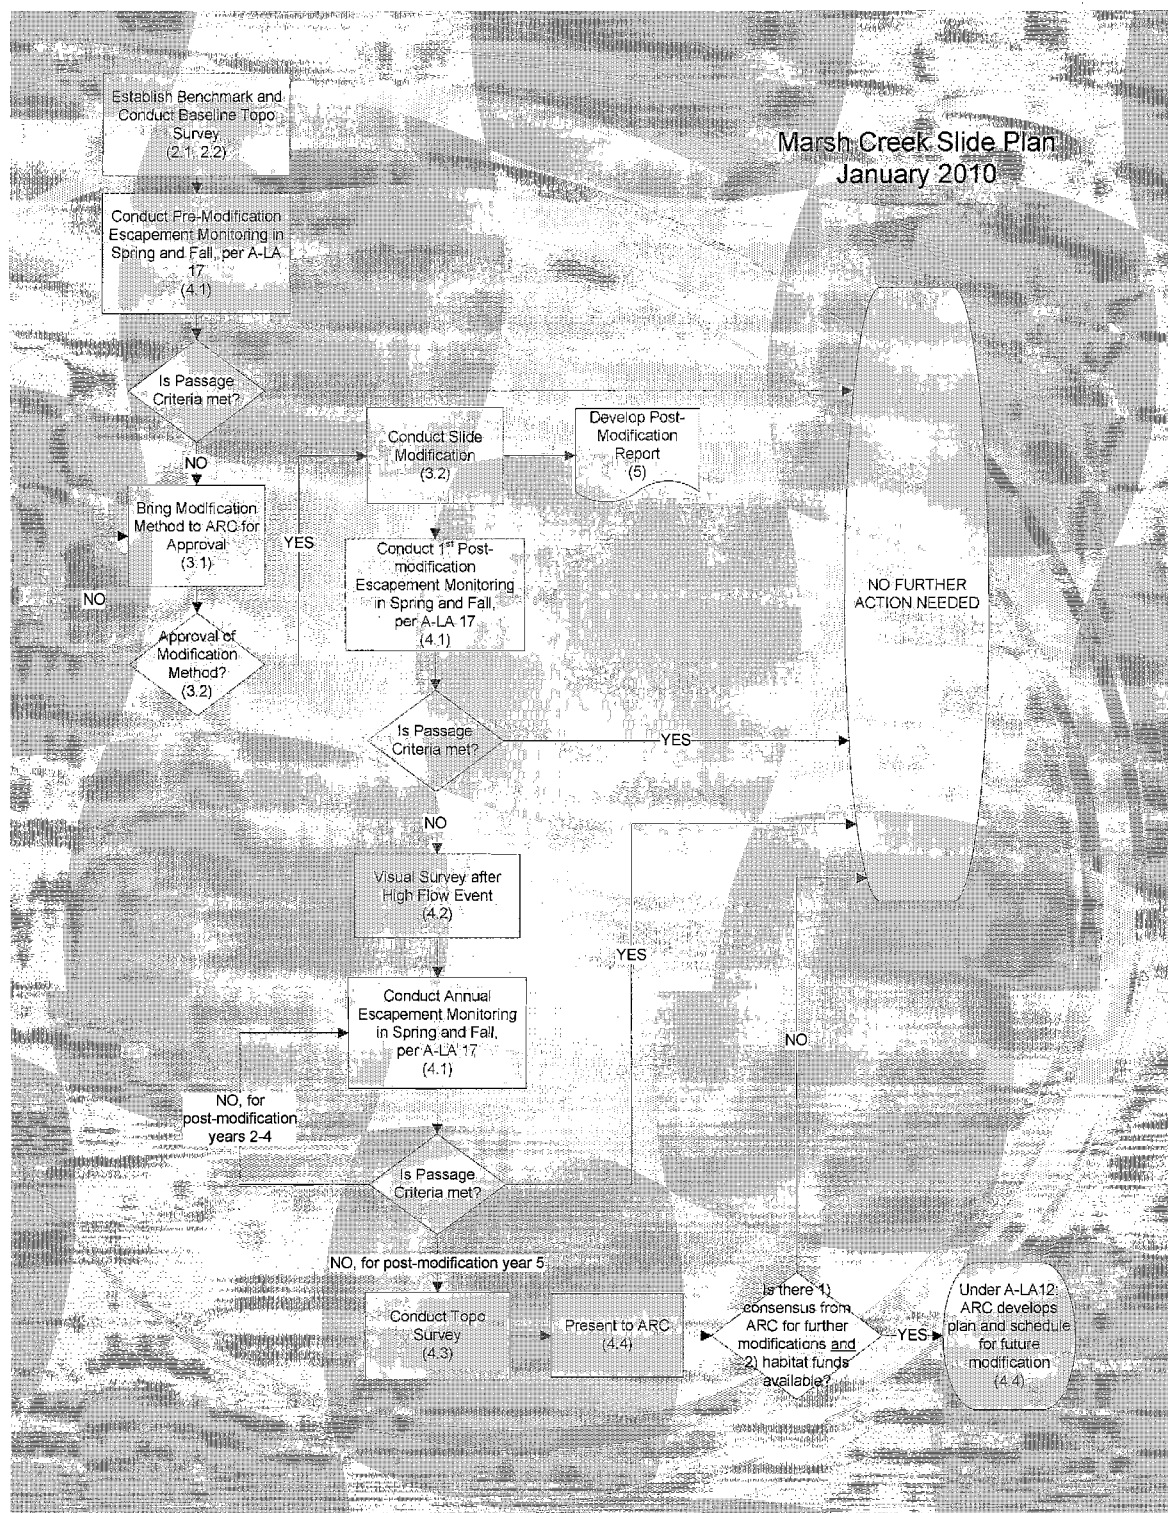 Marsh Creek Slide Plan
January 2010
Establish Benchmark and
Conduct Baseline Topo
Survey
(2.1, 2.2)
Conduct Pre-Modification
Escapement Monitoring in
Spring and Fall, per A-LA
17
(4.1)
Is Passage
Criteria met?
NO
Bring Modification
Method to ARC for
Approval
(3.1)
NO
Approval of
Modification
Method?
(3.2)
YES
Conduct Slide
Modification
(3.2)
Develop Post-
Modification
Report
(5)
Conduct 1st Post-
modification
Escapement Monitoring
in Spring and Fall,
per A-LA 17
(4.1)
Is Passage
Criteria met?
YES
NO FURTHER
ACTION NEEDED
NO
Visual Survey after
High Flow Event
(4.2)
Conduct Annual
Escapement Monitoring
in Spring and Fall,
per A-LA 17
(4.1)
YES
NO
NO, for
post-modification
years 2-4
Is Passage
Criteria met?
NO, for post-modification year 5
Conduct Topo
Survey
(4.3)
Present to ARC
(4.4)
Is there 1)
consensus from
ARC for further
modifications and
2) habitat funds
available?
YES
Under A-LA12:
ARC develops
plan and schedule
for future
modification
(4.4)